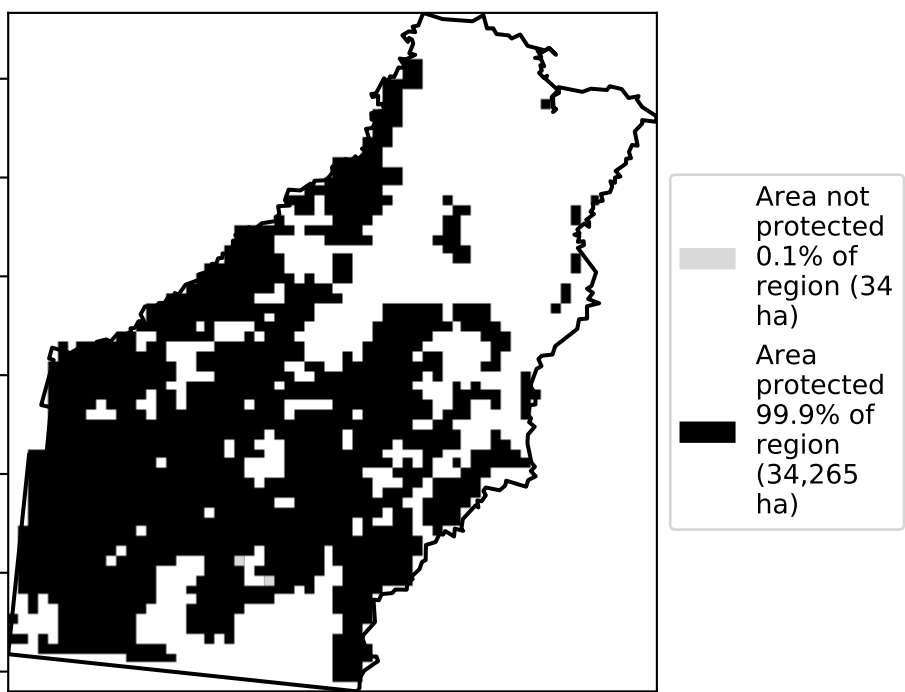 Area not
protected
0.1% of
region (34
ha)
Area
protected
99.9% of
region
(34,265
ha)